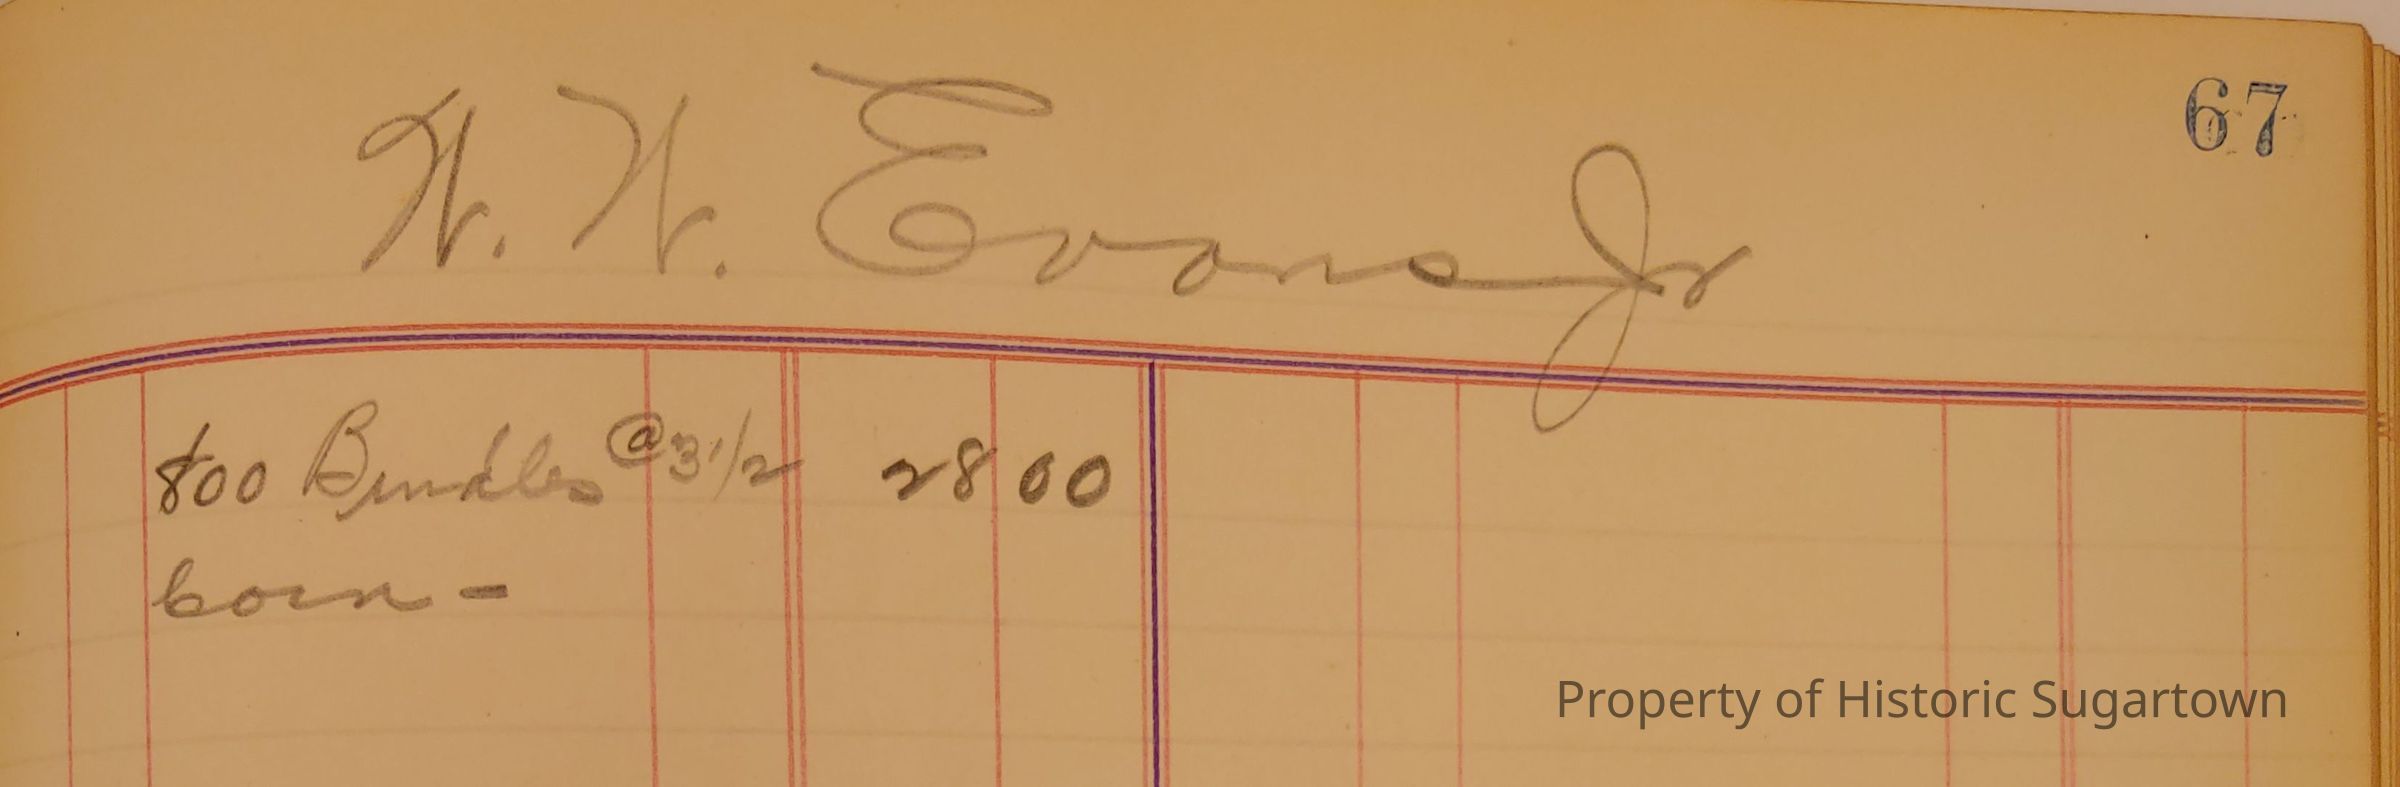 67
W. W. Evans Jr
800 Bundles @ 3 1/2 28 00
Corn -
Property of Historic Sugartown